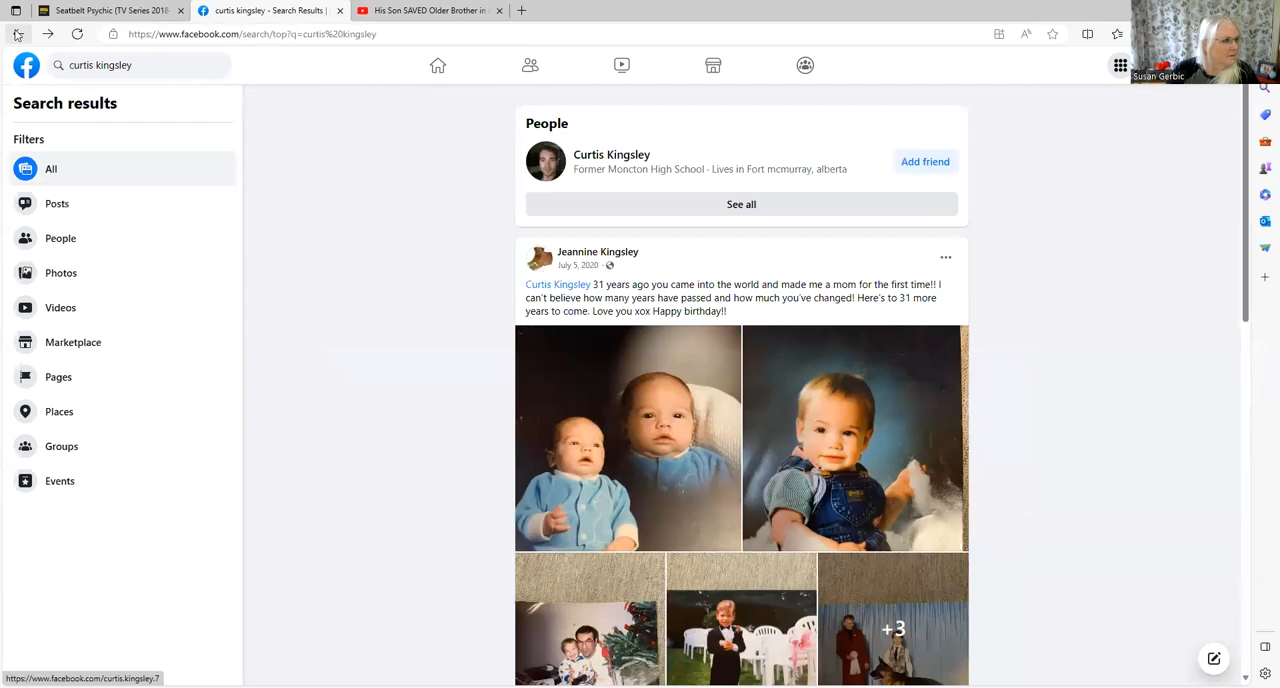 Seatbelt Psychic (TV Series 2018-
curtis kingsley - Search Results |
His Son SAVED Older Brother in
https://www.facebook.com/search/top?q=curtis%20kingsley
curtis kingsley
Susan Gerbic
Search results
Filters
All
Posts
People
Photos
Videos
Marketplace
Pages
Places
Groups
Events
People
Curtis Kingsley
Former Moncton High School · Lives in Fort mcmurray, alberta
Add friend
See all
Jeannine Kingsley
July 5, 2020 ·
Curtis Kingsley 31 years ago you came into the world and made me a mom for the first time!! I
can't believe how many years have passed and how much you've changed! Here's to 31 more
years to come. Love you xox Happy birthday!!
+3
https://www.facebook.com/curtis.kingsley.7